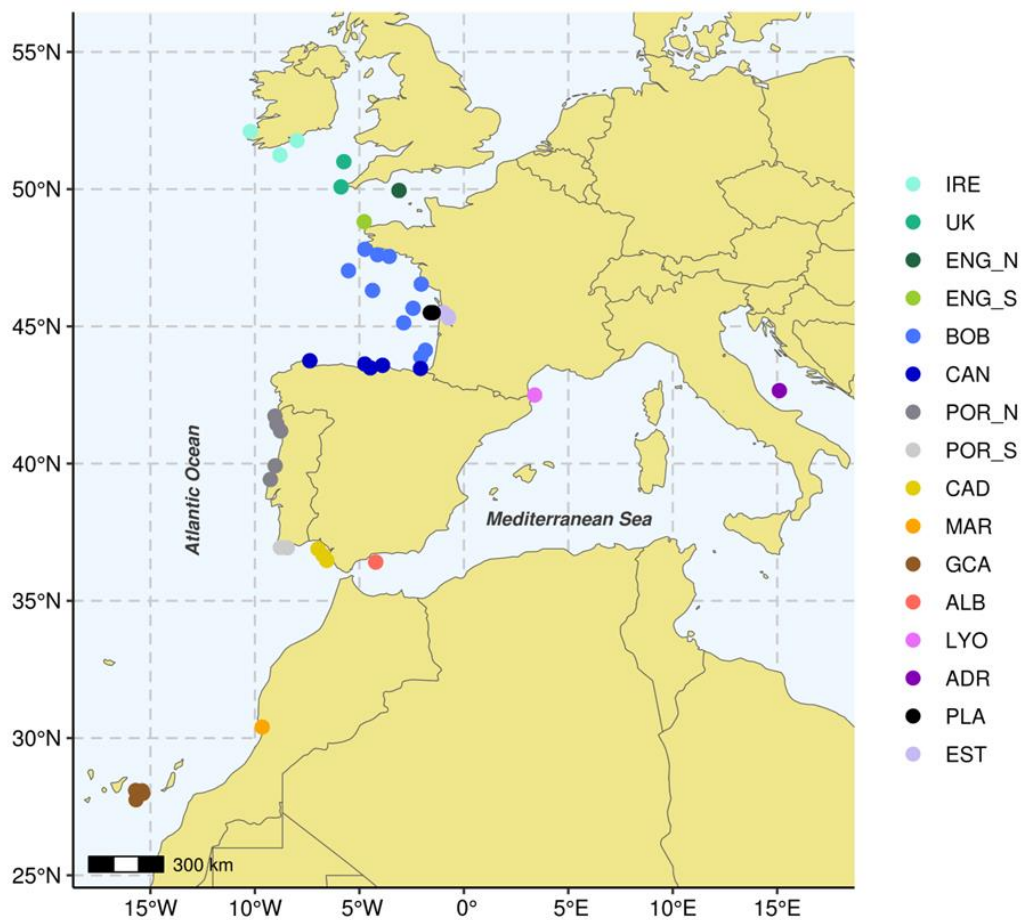 55°N
50°N
45°N
40°N
35°N
30°N
25°N
Atlantic Ocean
Mediterranean Sea
300 km
15°W
10°W
5°W
0°
5°E
10°E
15°E
IRE
UK
ENG_N
ENG_S
BOB
CAN
POR_N
POR_S
CAD
MAR
GCA
ALB
LYO
ADR
PLA
EST